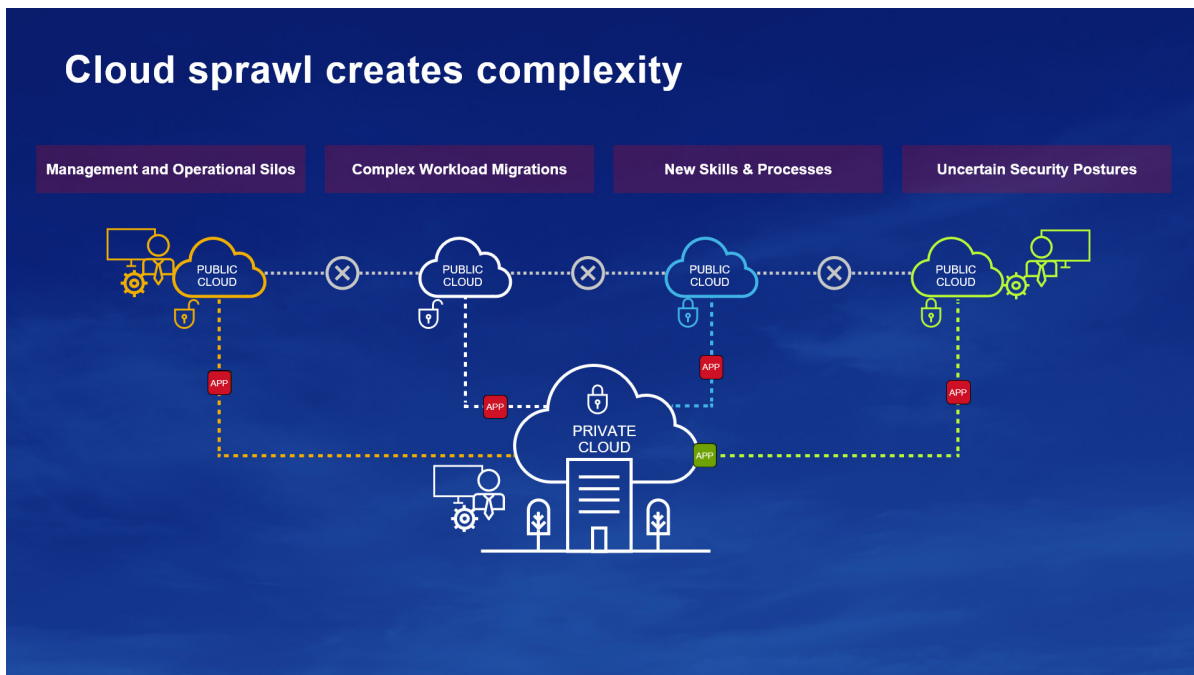 Cloud sprawl creates complexity
Management and Operational Silos
Complex Workload Migrations
New Skills & Processes
Uncertain Security Postures
PUBLIC
CLOUD
PUBLIC
CLOUD
PUBLIC
CLOUD
PUBLIC
CLOUD
APP
APP
APP
APP
PRIVATE
CLOUD
APP